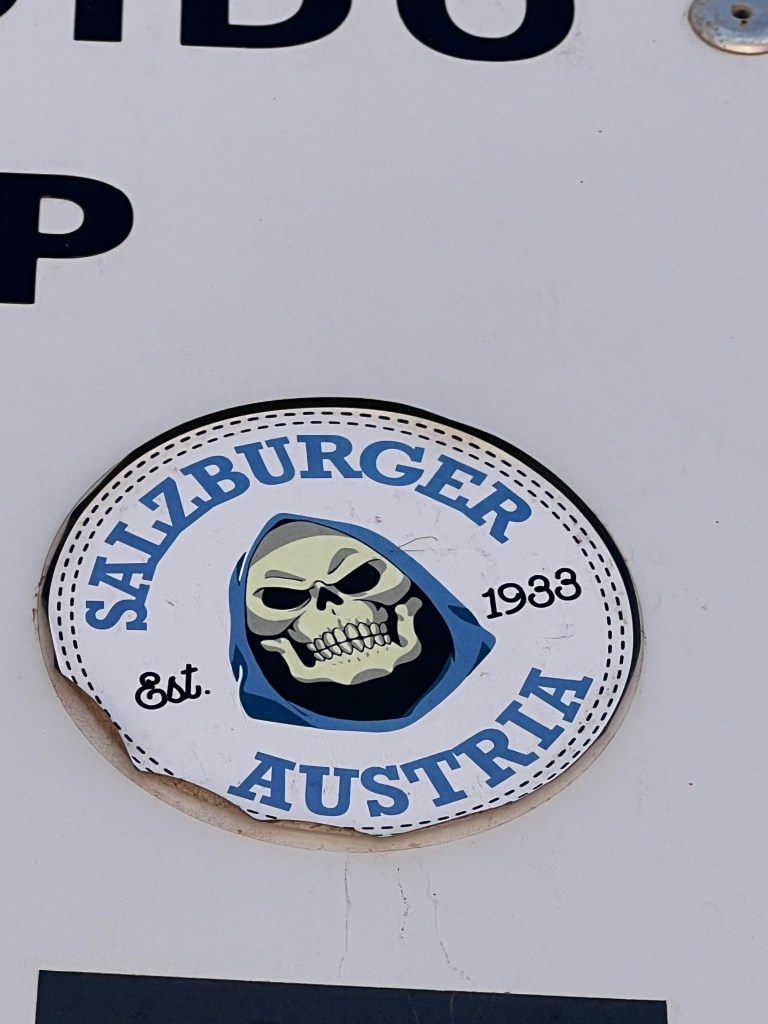 P
SALZBURGER
Est. 1933
AUSTRIA